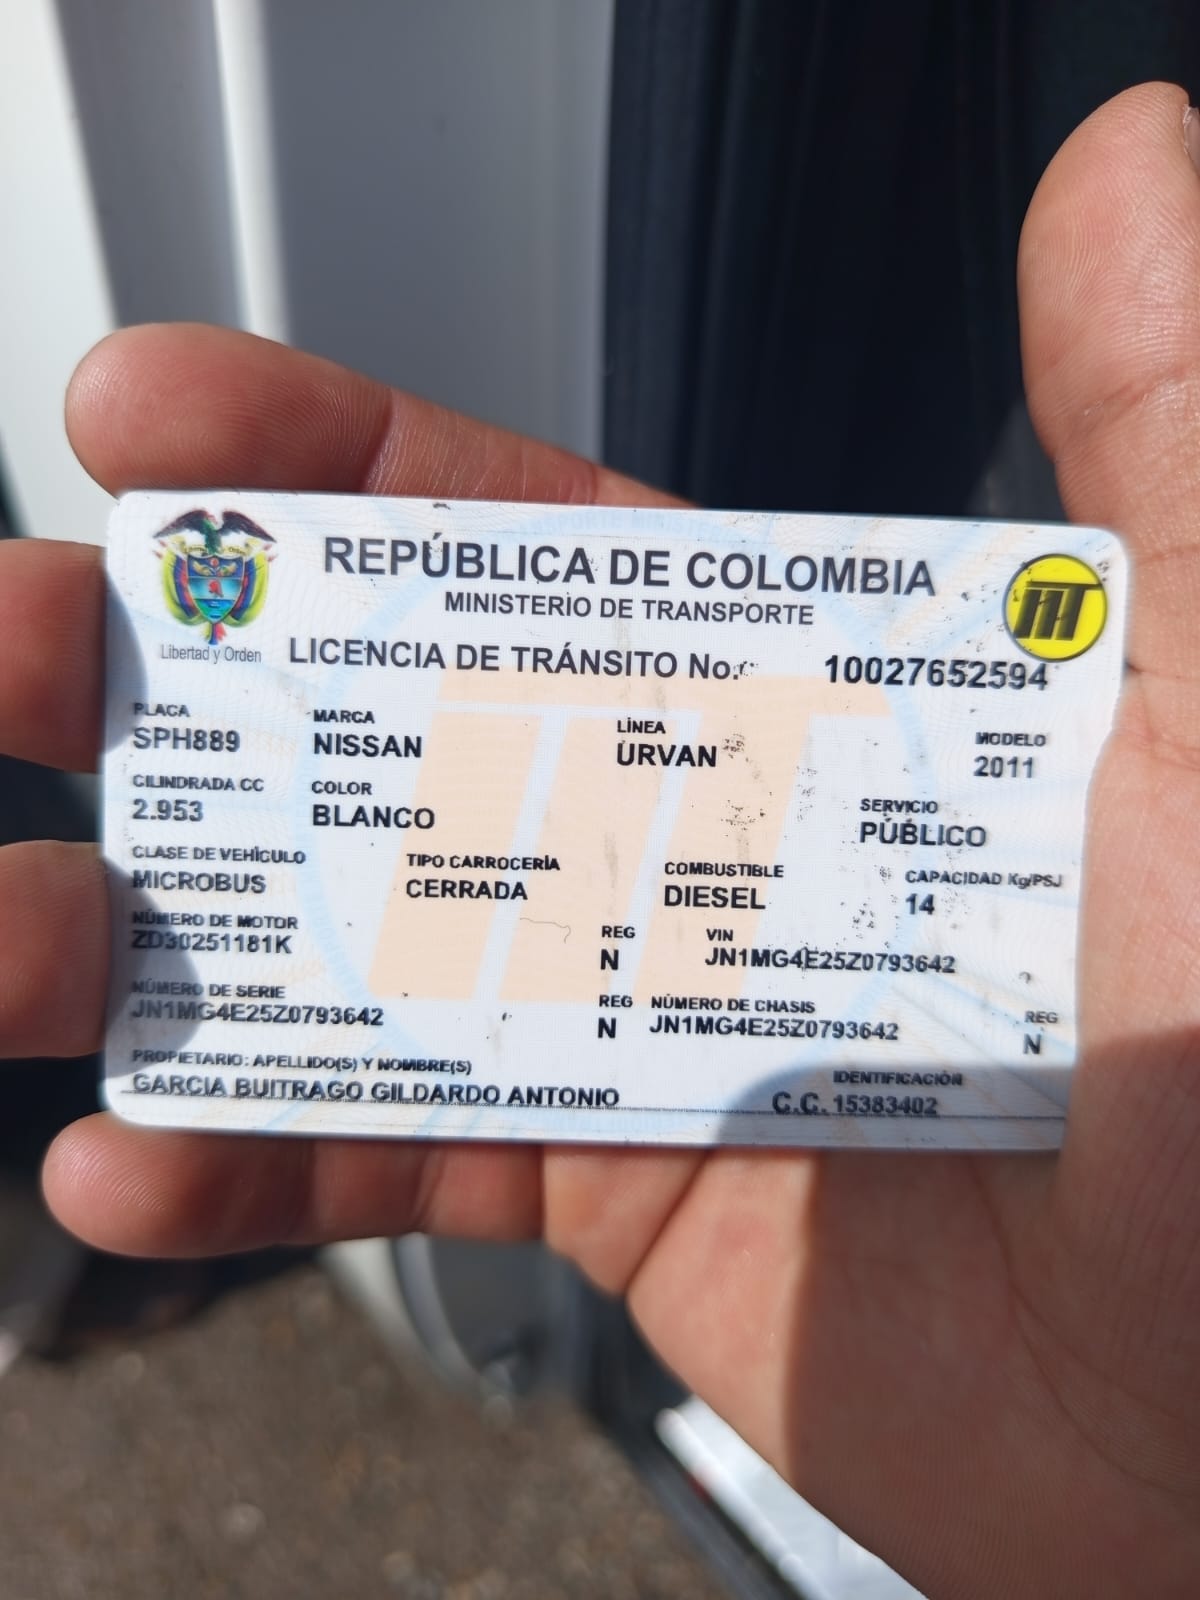 REPÚBLICA DE COLOMBIA
MINISTERIO DE TRANSPORTE
Libertad y Orden
LICENCIA DE TRÁNSITO No. 10027652594
PLACA MARCA LÍNEA MODELO
SPH889 NISSAN URVAN 2011
CILINDRADA CC COLOR SERVICIO
2.953 BLANCO PÚBLICO
CLASE DE VEHÍCULO TIPO CARROCERÍA COMBUSTIBLE CAPACIDAD Kg/PSJ
MICROBUS CERRADA DIESEL 14
NÚMERO DE MOTOR REG VIN
ZD30251181K N JN1MG4E25Z0793642
NÚMERO DE SERIE REG NÚMERO DE CHASIS REG
JN1MG4E25Z0793642 N JN1MG4E25Z0793642 N
PROPIETARIO: APELLIDO(S) Y NOMBRE(S) IDENTIFICACIÓN
GARCIA BUITRAGO GILDARDO ANTONIO C.C. 15383402